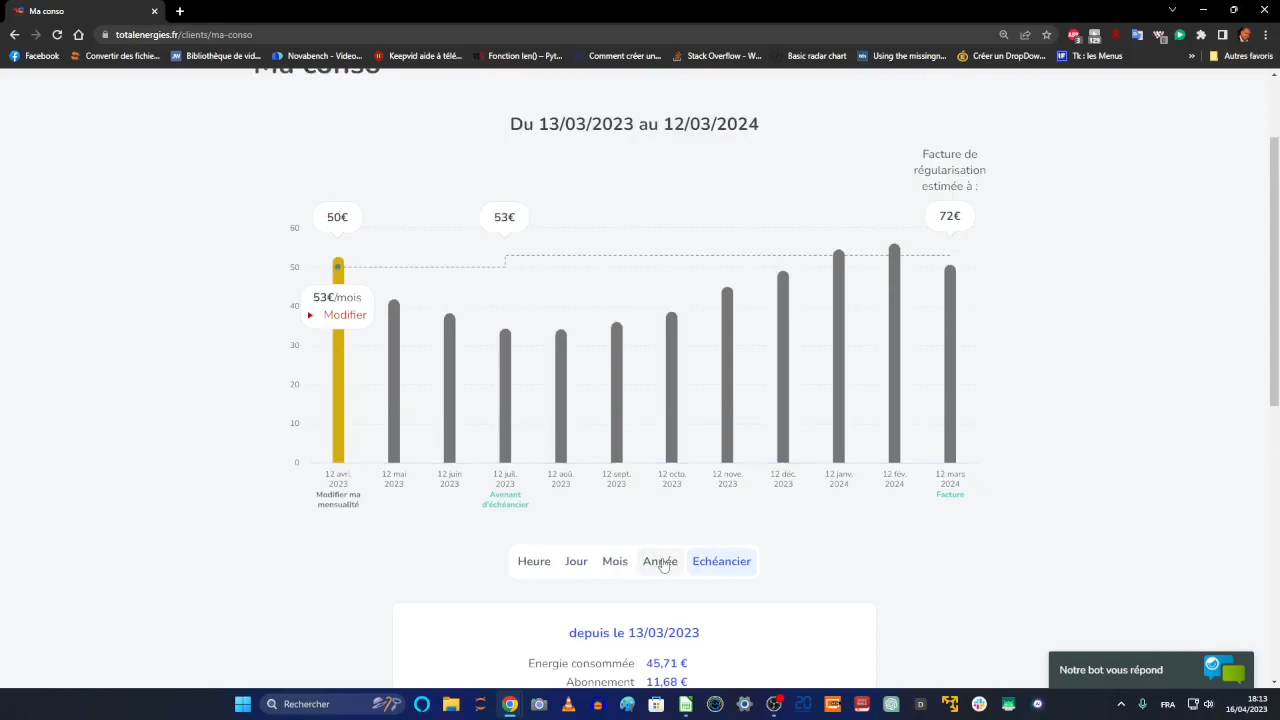 Ma conso
totalenergies.fr/clients/ma-conso
Facebook
Convertir des fichie...
Bibliothèque de vid...
Novabench - Video...
Keepvid aide à télé...
Fonction len() – Pyt...
Comment créer un...
Stack Overflow - W...
Basic radar chart
Using the missingn...
Créer un DropDow...
Tk : les Menus
»
Autres favoris
Ma conso
Du 13/03/2023 au 12/03/2024
Facture de
régularisation
estimée à :
50€
53€
72€
60
50
40
30
20
10
0
53€/mois
Modifier
12 avri.
2023
Modifier ma
mensualité
12 mai
2023
12 juin
2023
12 juil.
2023
Avenant
d'échéancier
12 aoû.
2023
12 sept.
2023
12 octo.
2023
12 nove.
2023
12 déc.
2023
12 janv.
2024
12 fév.
2024
12 mars
2024
Facture
Heure
Jour
Mois
Année
Echéancier
depuis le 13/03/2023
Energie consommée 45,71 €
Abonnement 11,68 €
Notre bot vous répond
Rechercher
FRA
18:13